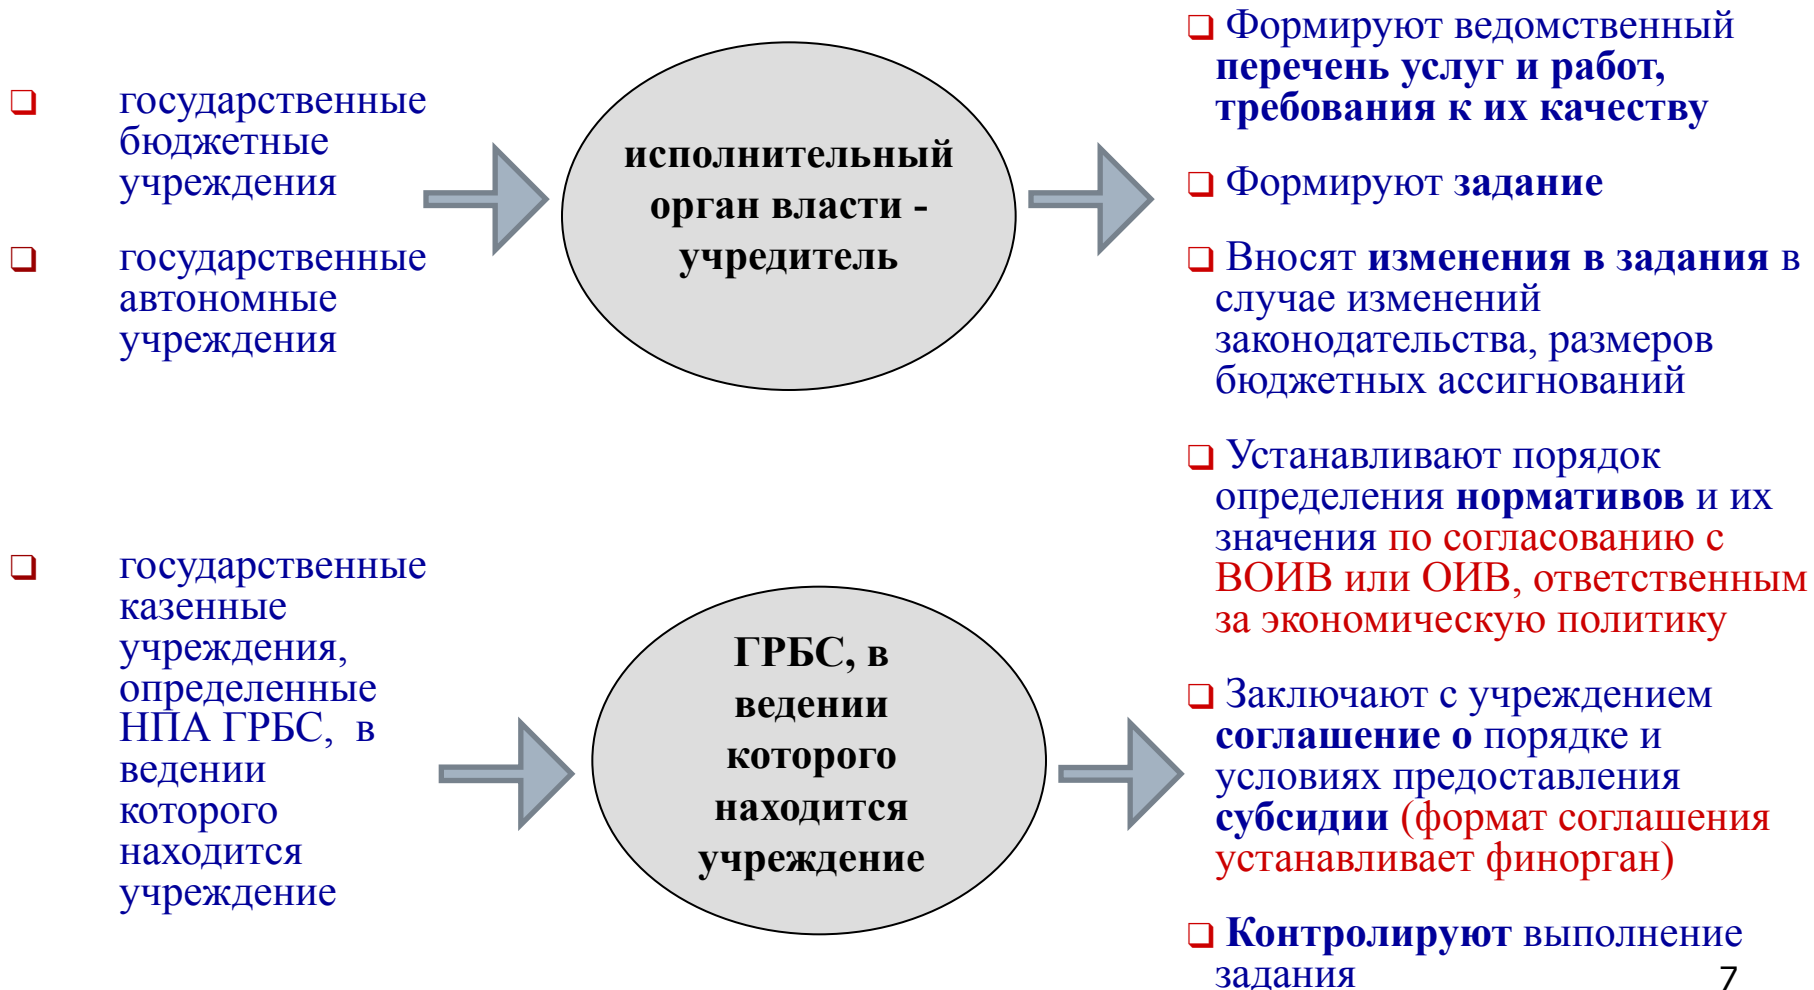 государственные
бюджетные
учреждения
государственные
автономные
учреждения
государственные
казенные
учреждения,
определенные
НПА ГРБС, в
ведении
которого
находится
учреждение
исполнительный
орган власти -
учредитель
ГРБС, в
ведении
которого
находится
учреждение
Формируют ведомственный
перечень услуг и работ,
требования к их качеству
Формируют задание
Вносят изменения в задания в
случае изменений
законодательства, размеров
бюджетных ассигнований
Устанавливают порядок
определения нормативов и их
значения по согласованию с
ВОИВ или ОИВ, ответственным
за экономическую политику
Заключают с учреждением
соглашение о порядке и
условиях предоставления
субсидии (формат соглашения
устанавливает финорган)
Контролируют выполнение
задания
7